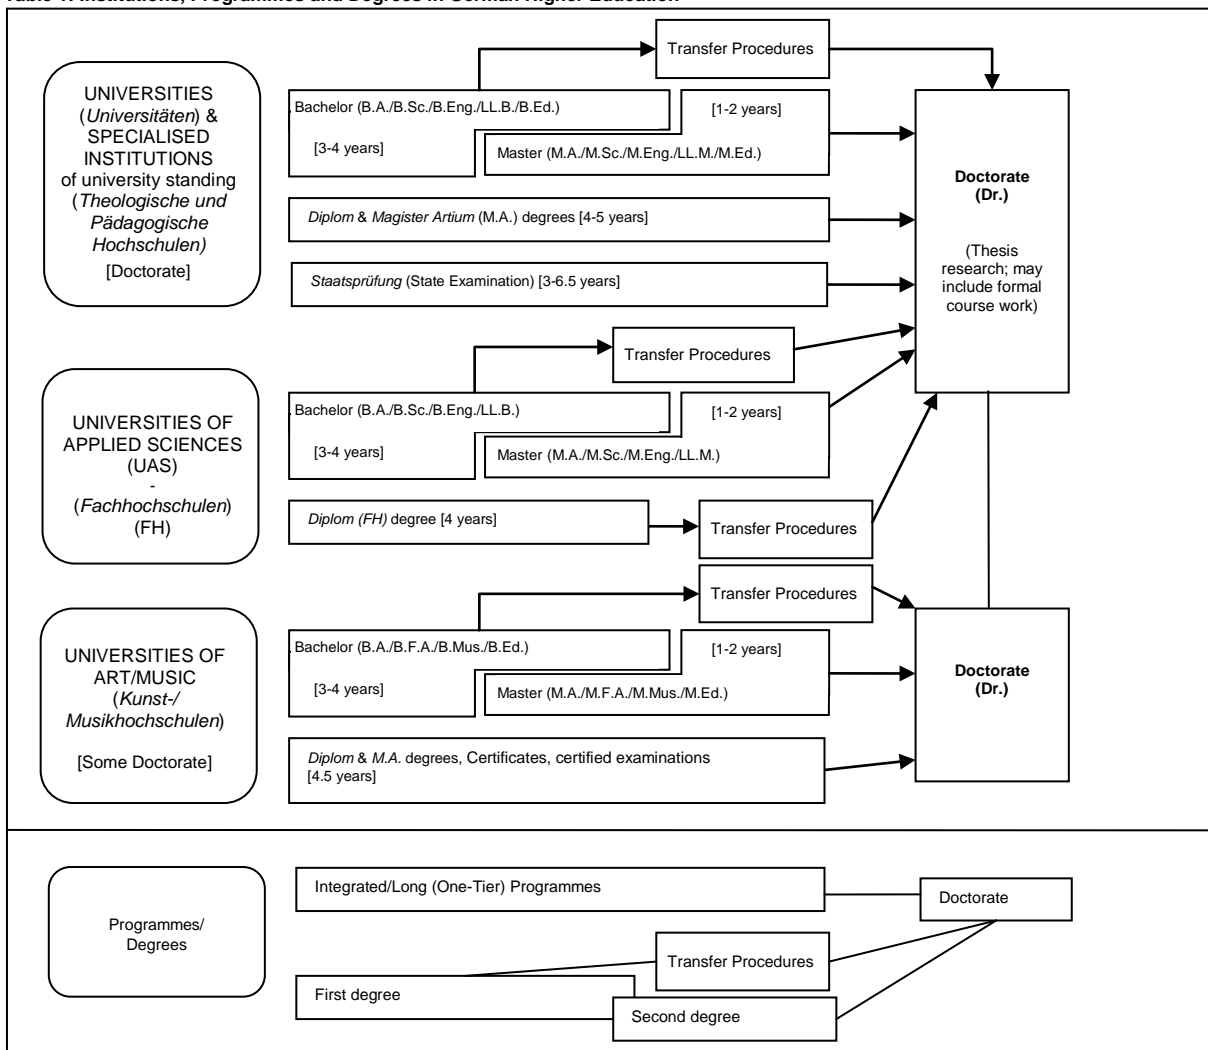 Table 1: Institutions, Programmes and Degrees in German Higher Education
Transfer Procedures
UNIVERSITIES
(Universitäten) &
SPECIALISED
INSTITUTIONS
of university standing
(Theologische und
Pädagogische
Hochschulen)
[Doctorate]
Bachelor (B.A./B.Sc./B.Eng./LL.B./B.Ed.)
[3-4 years]
[1-2 years]
Master (M.A./M.Sc./M.Eng./LL.M./M.Ed.)
Diplom & Magister Artium (M.A.) degrees [4-5 years]
Staatsprüfung (State Examination) [3-6.5 years]
Doctorate
(Dr.)
(Thesis
research; may
include formal
course work)
Transfer Procedures
UNIVERSITIES OF
APPLIED SCIENCES
(UAS)
-
(Fachhochschulen)
(FH)
Bachelor (B.A./B.Sc./B.Eng./LL.B.)
[3-4 years]
[1-2 years]
Master (M.A./M.Sc./M.Eng./LL.M.)
Diplom (FH) degree [4 years]
Transfer Procedures
Transfer Procedures
UNIVERSITIES OF
ART/MUSIC
(Kunst-/
Musikhochschulen)
[Some Doctorate]
Bachelor (B.A./B.F.A./B.Mus./B.Ed.)
[3-4 years]
[1-2 years]
Master (M.A./M.F.A./M.Mus./M.Ed.)
Diplom & M.A. degrees, Certificates, certified examinations
[4.5 years]
Doctorate
(Dr.)
Programmes/
Degrees
Integrated/Long (One-Tier) Programmes
Doctorate
Transfer Procedures
First degree
Second degree